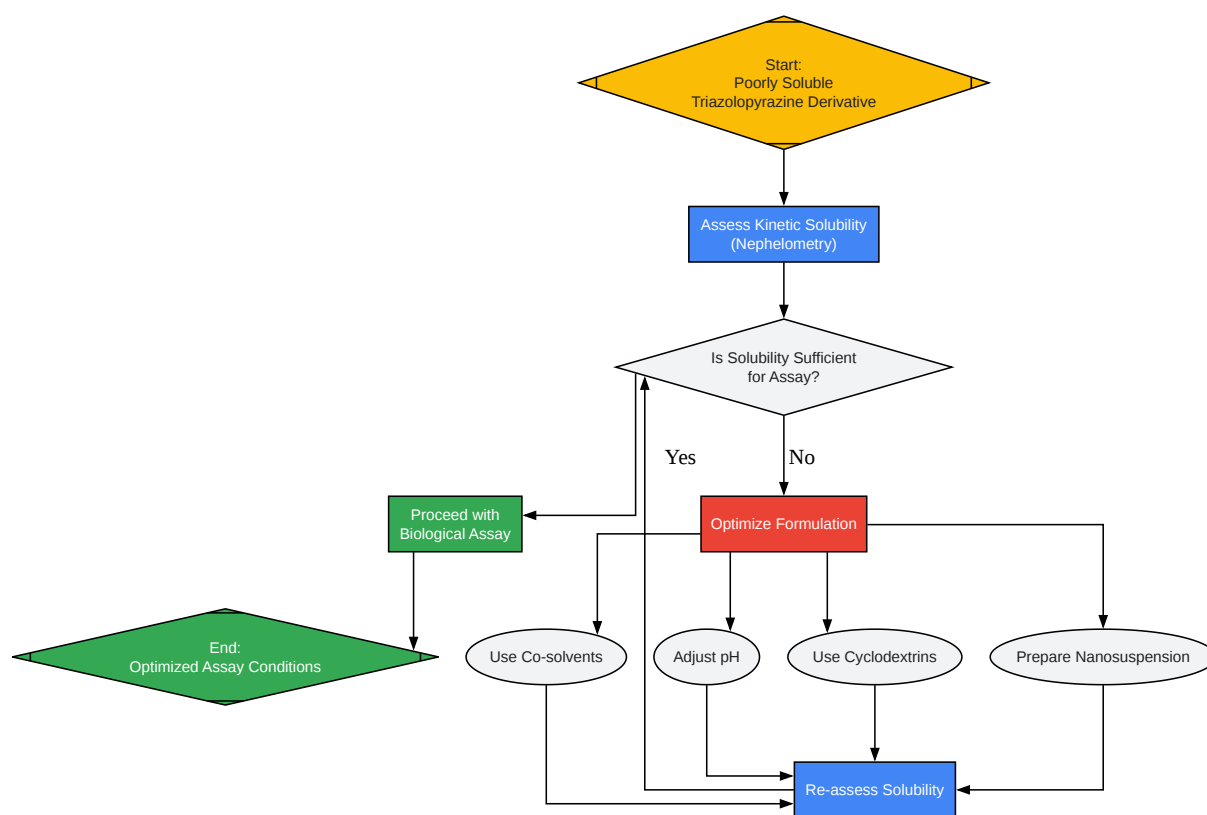 Start:
Poorly Soluble
Triazolopyrazine Derivative
Assess Kinetic Solubility
(Nephelometry)
Is Solubility Sufficient
for Assay?
Yes
No
Proceed with
Biological Assay
Optimize Formulation
End:
Optimized Assay Conditions
Use Co-solvents
Adjust pH
Use Cyclodextrins
Prepare Nanosuspension
Re-assess Solubility